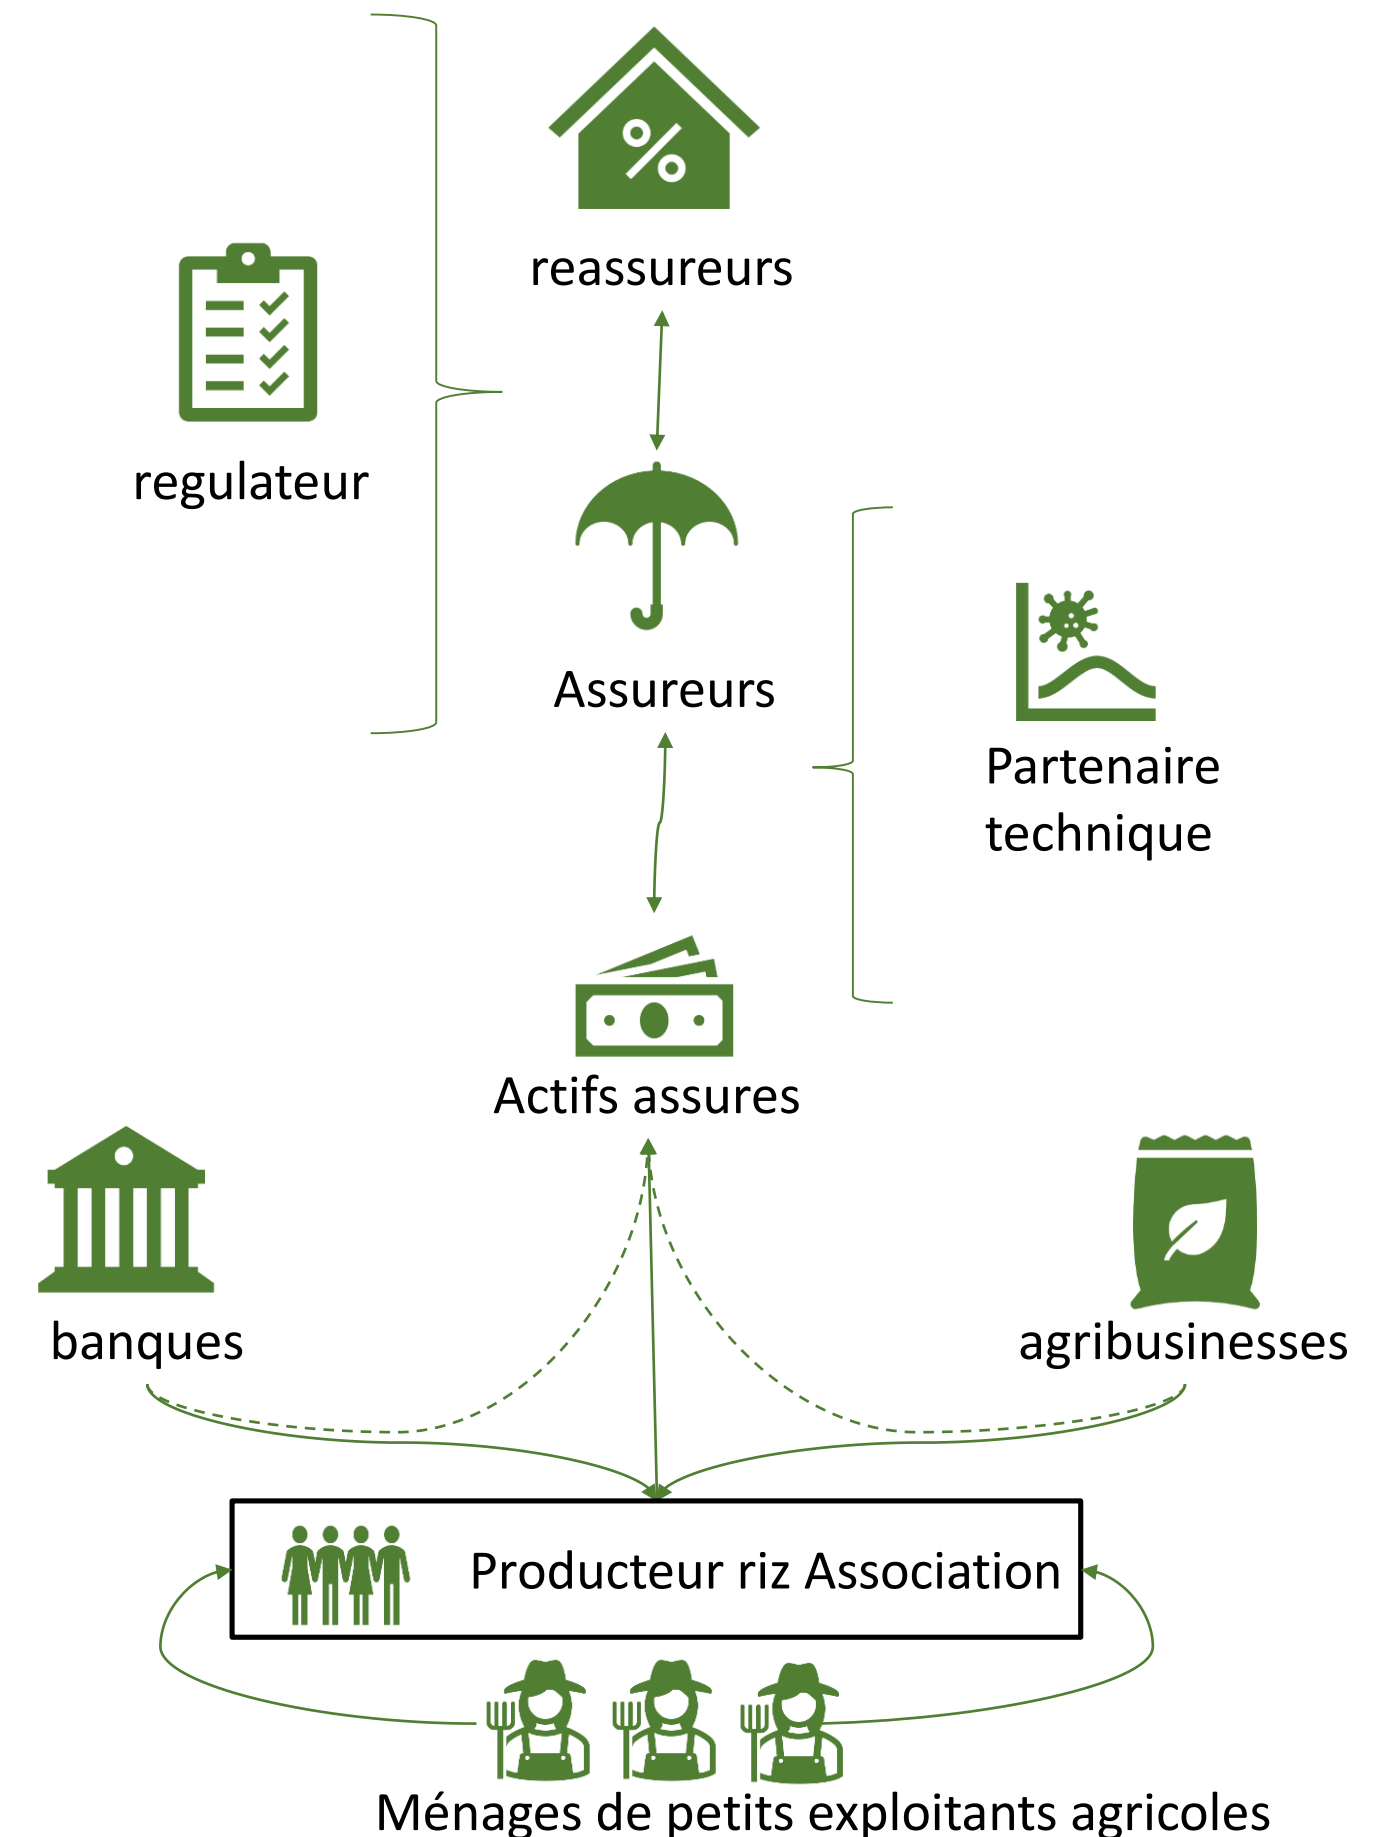 reassureurs
regulateur
Assureurs
Partenaire
technique
Actifs assures
banques
agribusinesses
Producteur riz Association
Ménages de petits exploitants agricoles